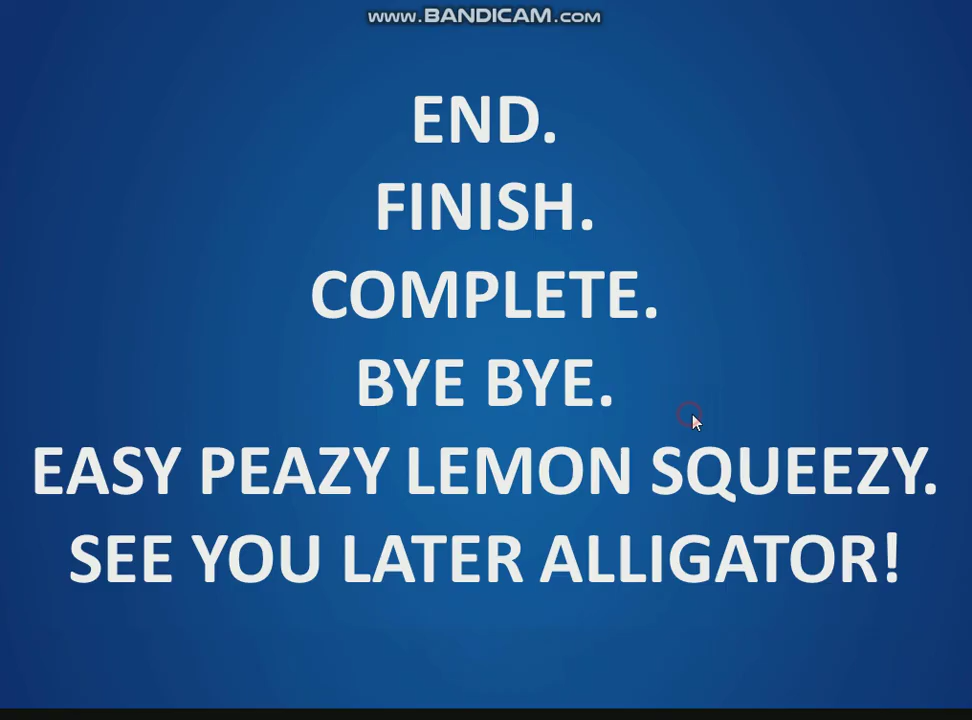 WWW.BANDICAM.COM
END.
FINISH.
COMPLETE.
BYE BYE.
EASY PEAZY LEMON SQUEEZY.
SEE YOU LATER ALLIGATOR!